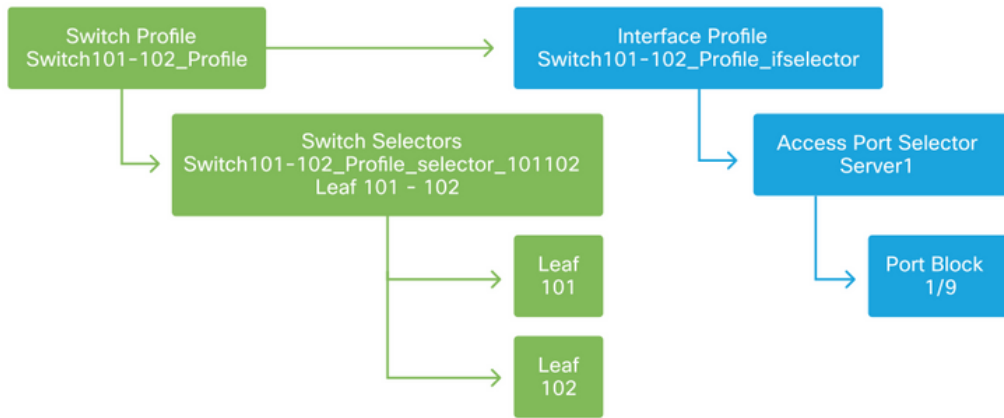 Switch Profile
Switch101-102_Profile
Interface Profile
Switch101-102_Profile_ifselector
Switch Selectors
Switch101-102_Profile_selector_101102
Leaf 101 - 102
Access Port Selector
Server1
Leaf
101
Port Block
1/9
Leaf
102